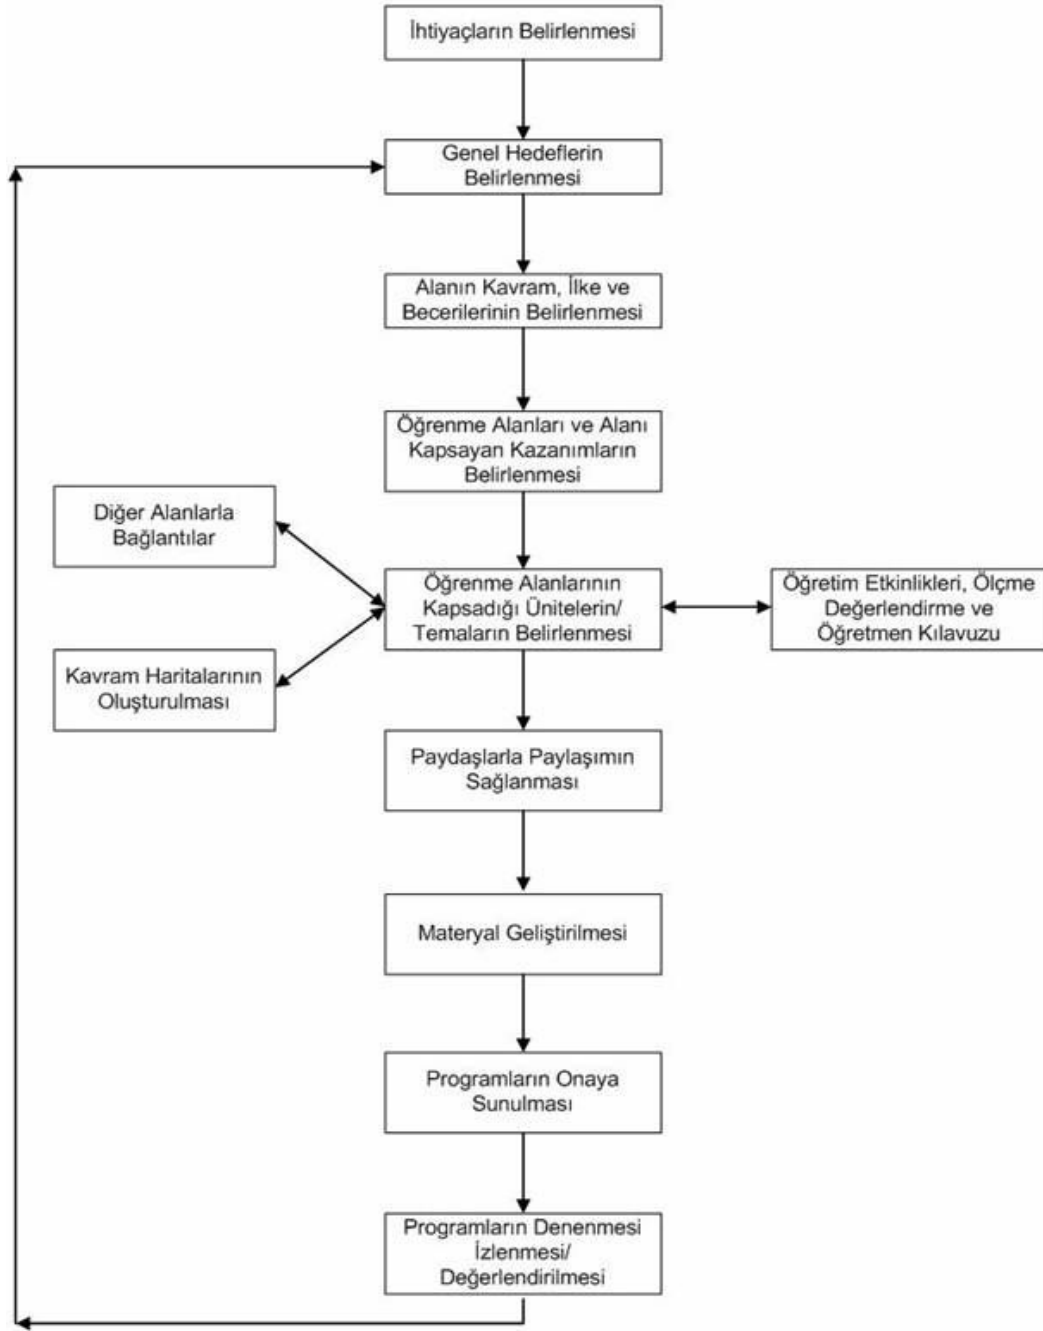 İhtiyaçların Belirlenmesi
Genel Hedeflerin
Belirlenmesi
Alanın Kavram, İlke ve
Becerilerinin Belirlenmesi
Öğrenme Alanları ve Alanı
Kapsayan Kazanımların
Belirlenmesi
Diğer Alanlarla
Bağlantılar
Öğrenme Alanlarının
Kapsadığı Ünitelerin/
Temaların Belirlenmesi
Öğretim Etkinlikleri, Ölçme
Değerlendirme ve
Öğretmen Kılavuzu
Kavram Haritalarının
Oluşturulması
Paydaşlarla Paylaşımın
Sağlanması
Materyal Geliştirilmesi
Programların Onaya
Sunulması
Programların Denenmesi
İzlenmesi/
Değerlendirilmesi